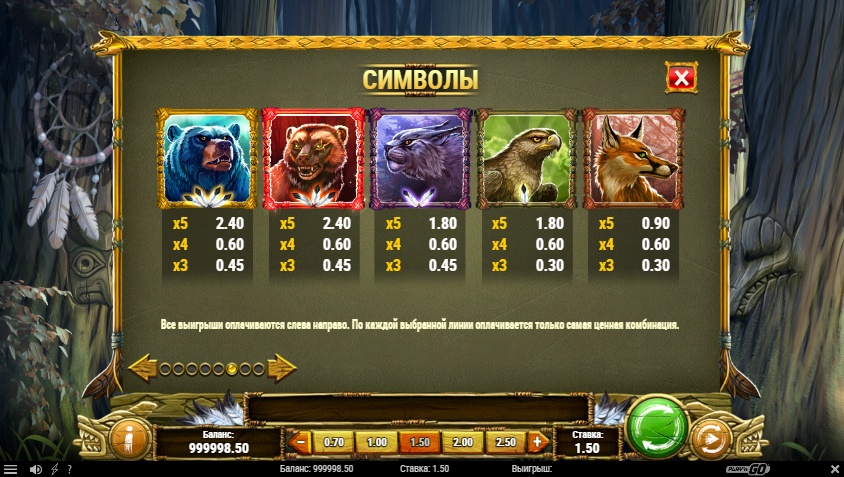 СИМВОЛЫ
x5 2.40 x5 2.40 x5 1.80 x5 1.80 x5 0.90
x4 0.60 x4 0.60 x4 0.60 x4 0.60 x4 0.60
x3 0.45 x3 0.45 x3 0.45 x3 0.30 x3 0.30
Все выигрыши оплачиваются слева направо. По каждой выбранной линии оплачивается только самая ценная комбинация.
Баланс:
999998.50
- 0.70 1.00 1.50 2.00 2.50 +
Ставка:
1.50
? Баланс: 999998.50 Ставка: 1.50 Выигрыш: PLAY'N GO